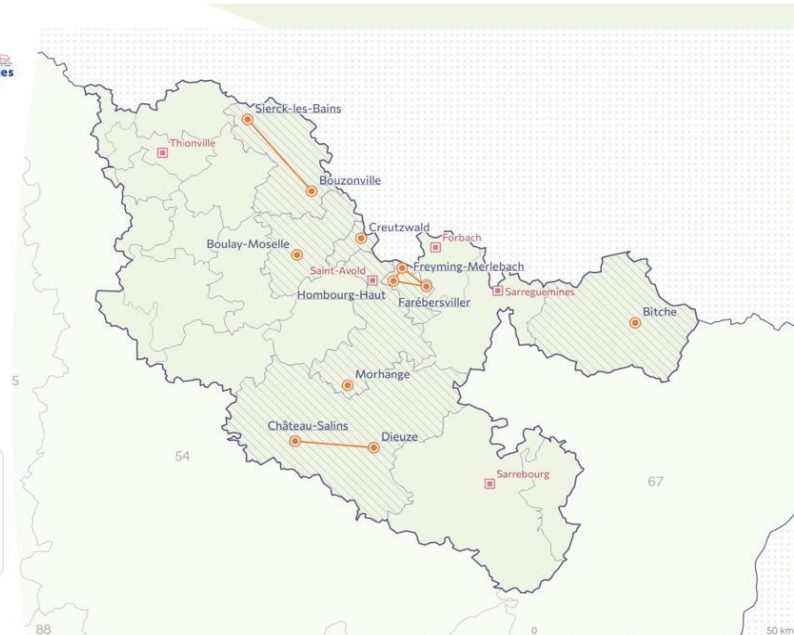 es
Sierck-les-Bains
Thionville
Bouzonville
Creutzwald
Forbach
Boulay-Moselle
Freyming-Merlebach
Saint-Avold
Hombourg-Haut
Farébersviller
Sarreguemines
Bitche
Morhange
5
Château-Salins
Dieuze
54
Sarrebourg
67
88
0
50 km